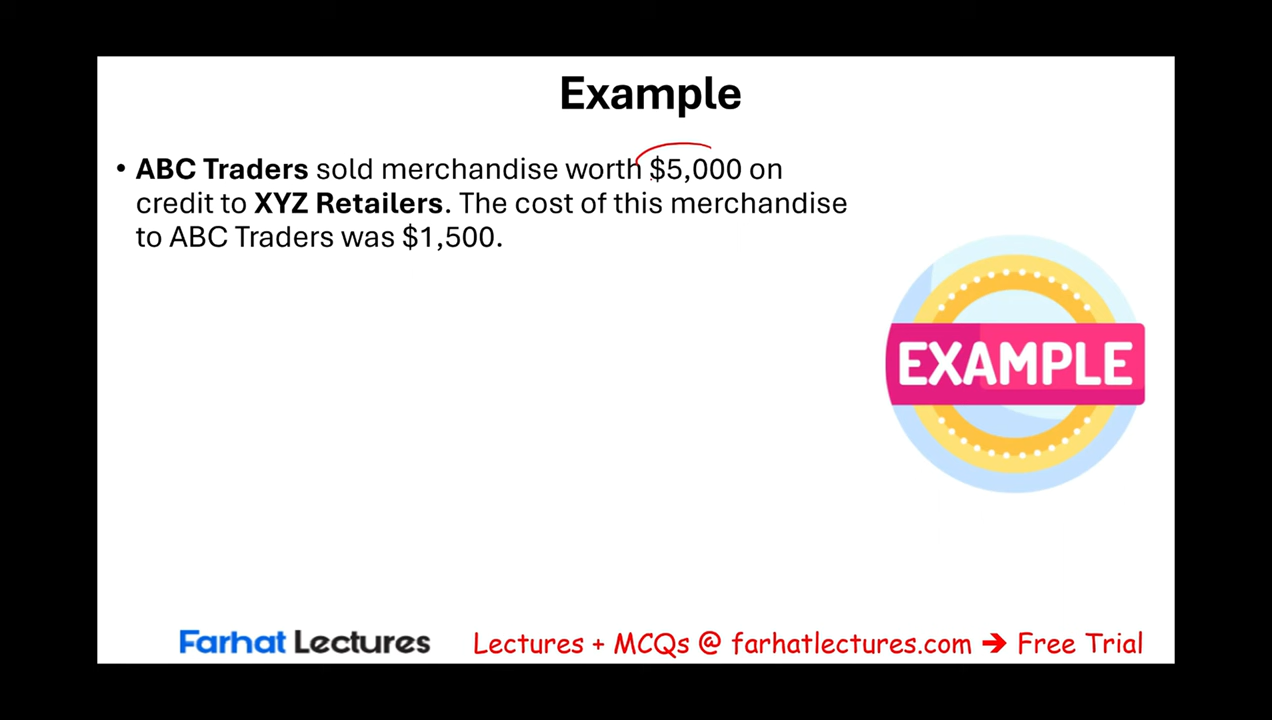 Example
• ABC Traders sold merchandise worth $5,000 on
credit to XYZ Retailers. The cost of this merchandise
to ABC Traders was $1,500.
EXAMPLE
Farhat Lectures
Lectures + MCQs @ farhatlectures.com → Free Trial